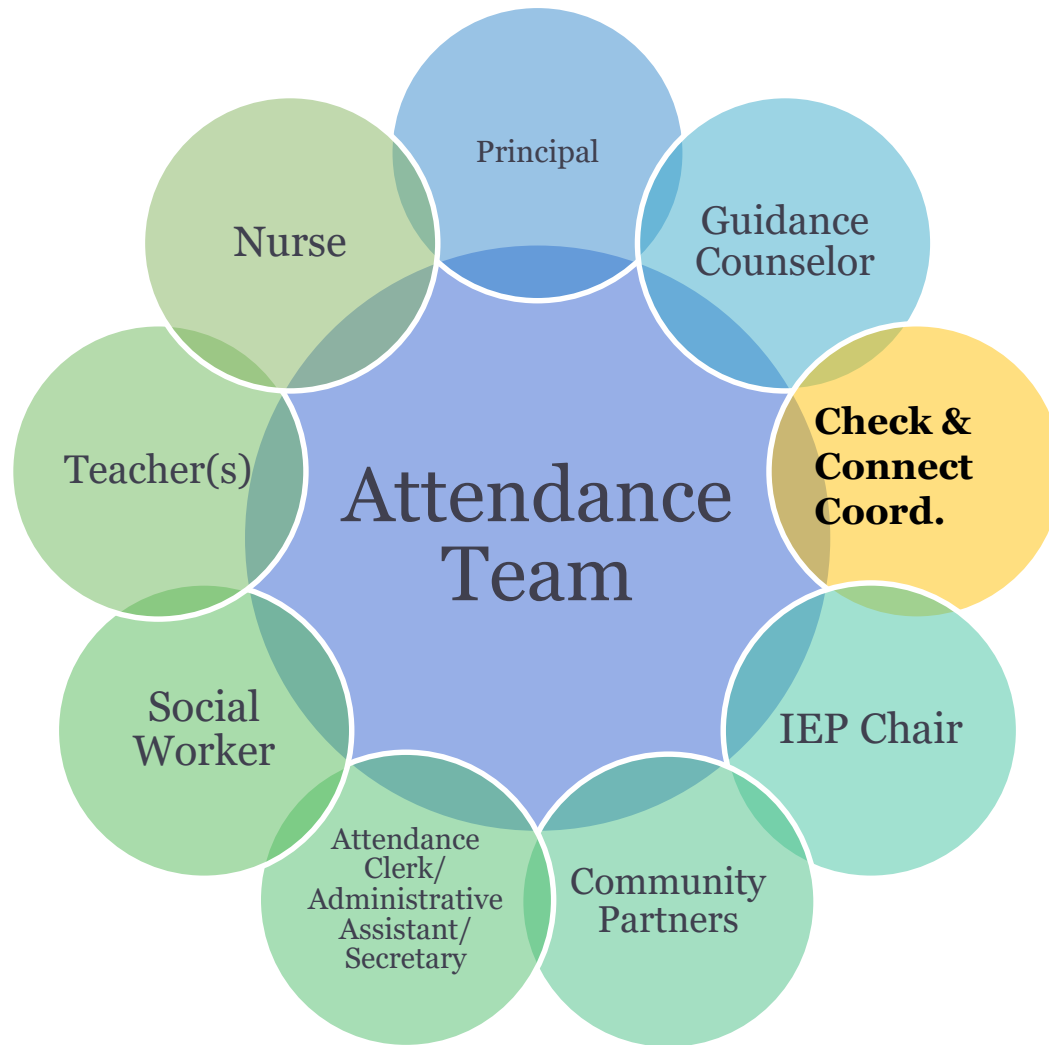 Principal
Guidance
Counselor
Check &
Connect
Coord.
IEP Chair
Community
Partners
Attendance
Clerk/
Administrative
Assistant/
Secretary
Social
Worker
Teacher(s)
Nurse
Attendance
Team